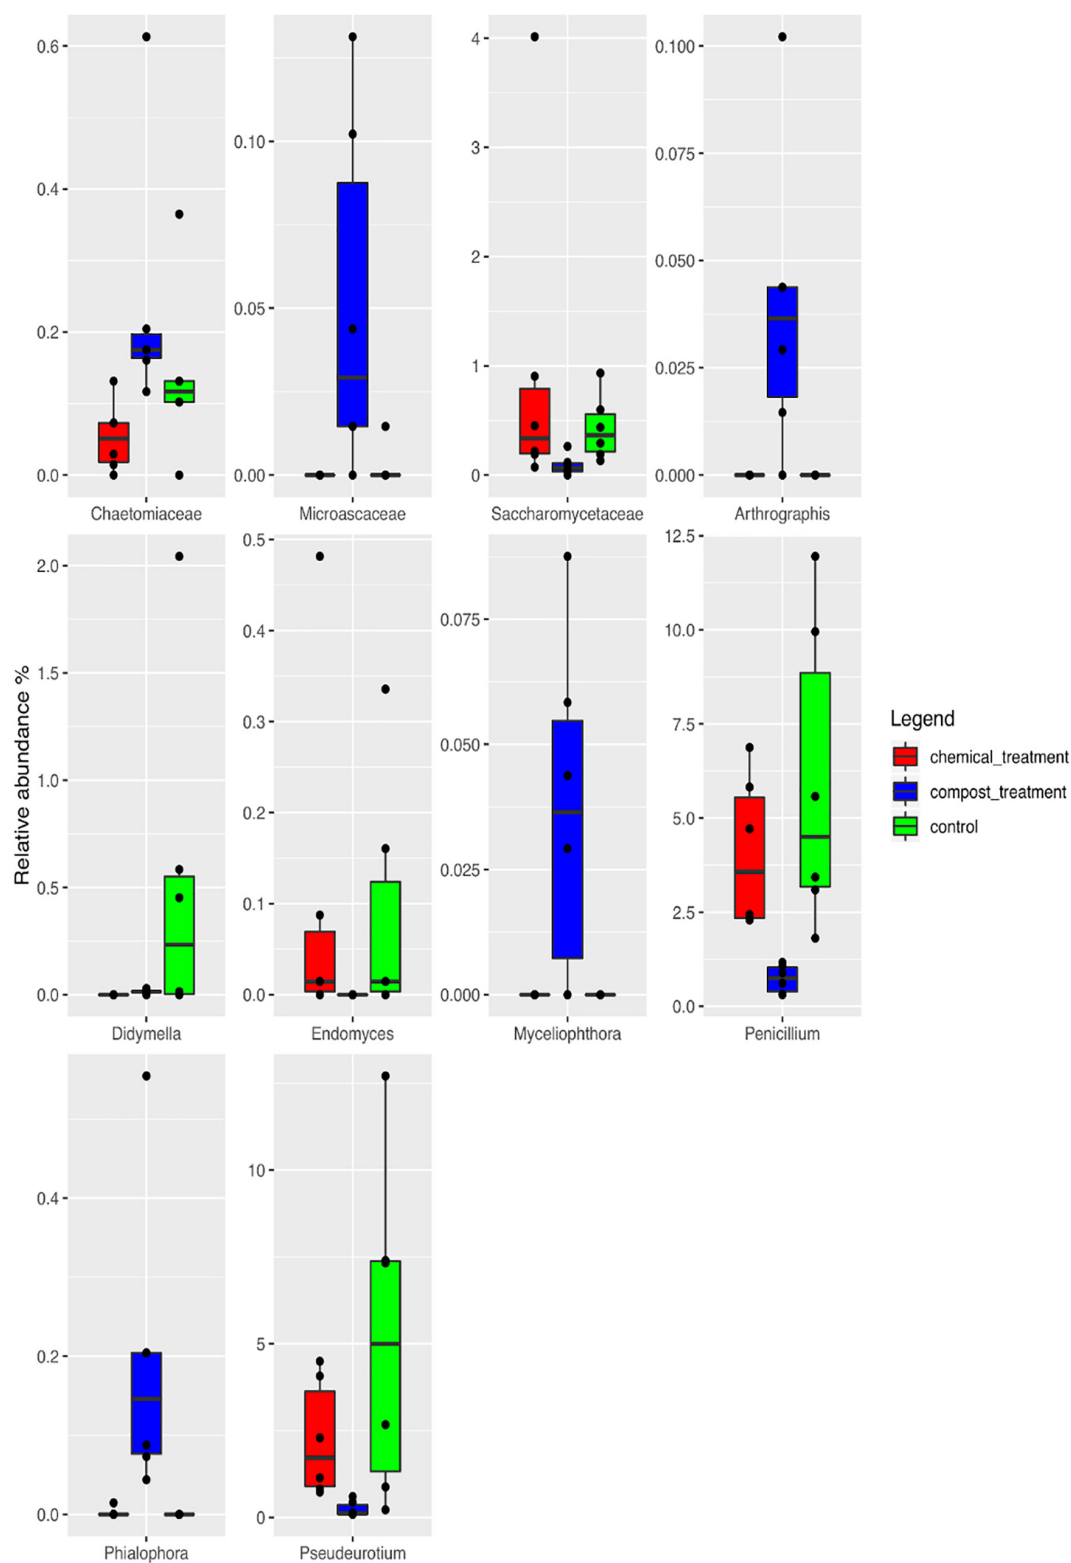 0.6
0.4
0.2
0.0
Chaetomiaceae
0.10
0.05
0.00
Microascaceae
4
3
2
1
0
Saccharomycetaceae
0.100
0.075
0.050
0.025
0.000
Arthrographis
Relative abundance %
2.0
1.5
1.0
0.5
0.0
Didymella
0.5
0.4
0.3
0.2
0.1
0.0
Endomyces
0.075
0.050
0.025
0.000
Myceliophthora
12.5
10.0
7.5
5.0
2.5
0.0
Penicillium
Legend
chemical_treatment
compost_treatment
control
0.4
0.2
0.0
Phialophora
10
5
0
Pseudeurotium